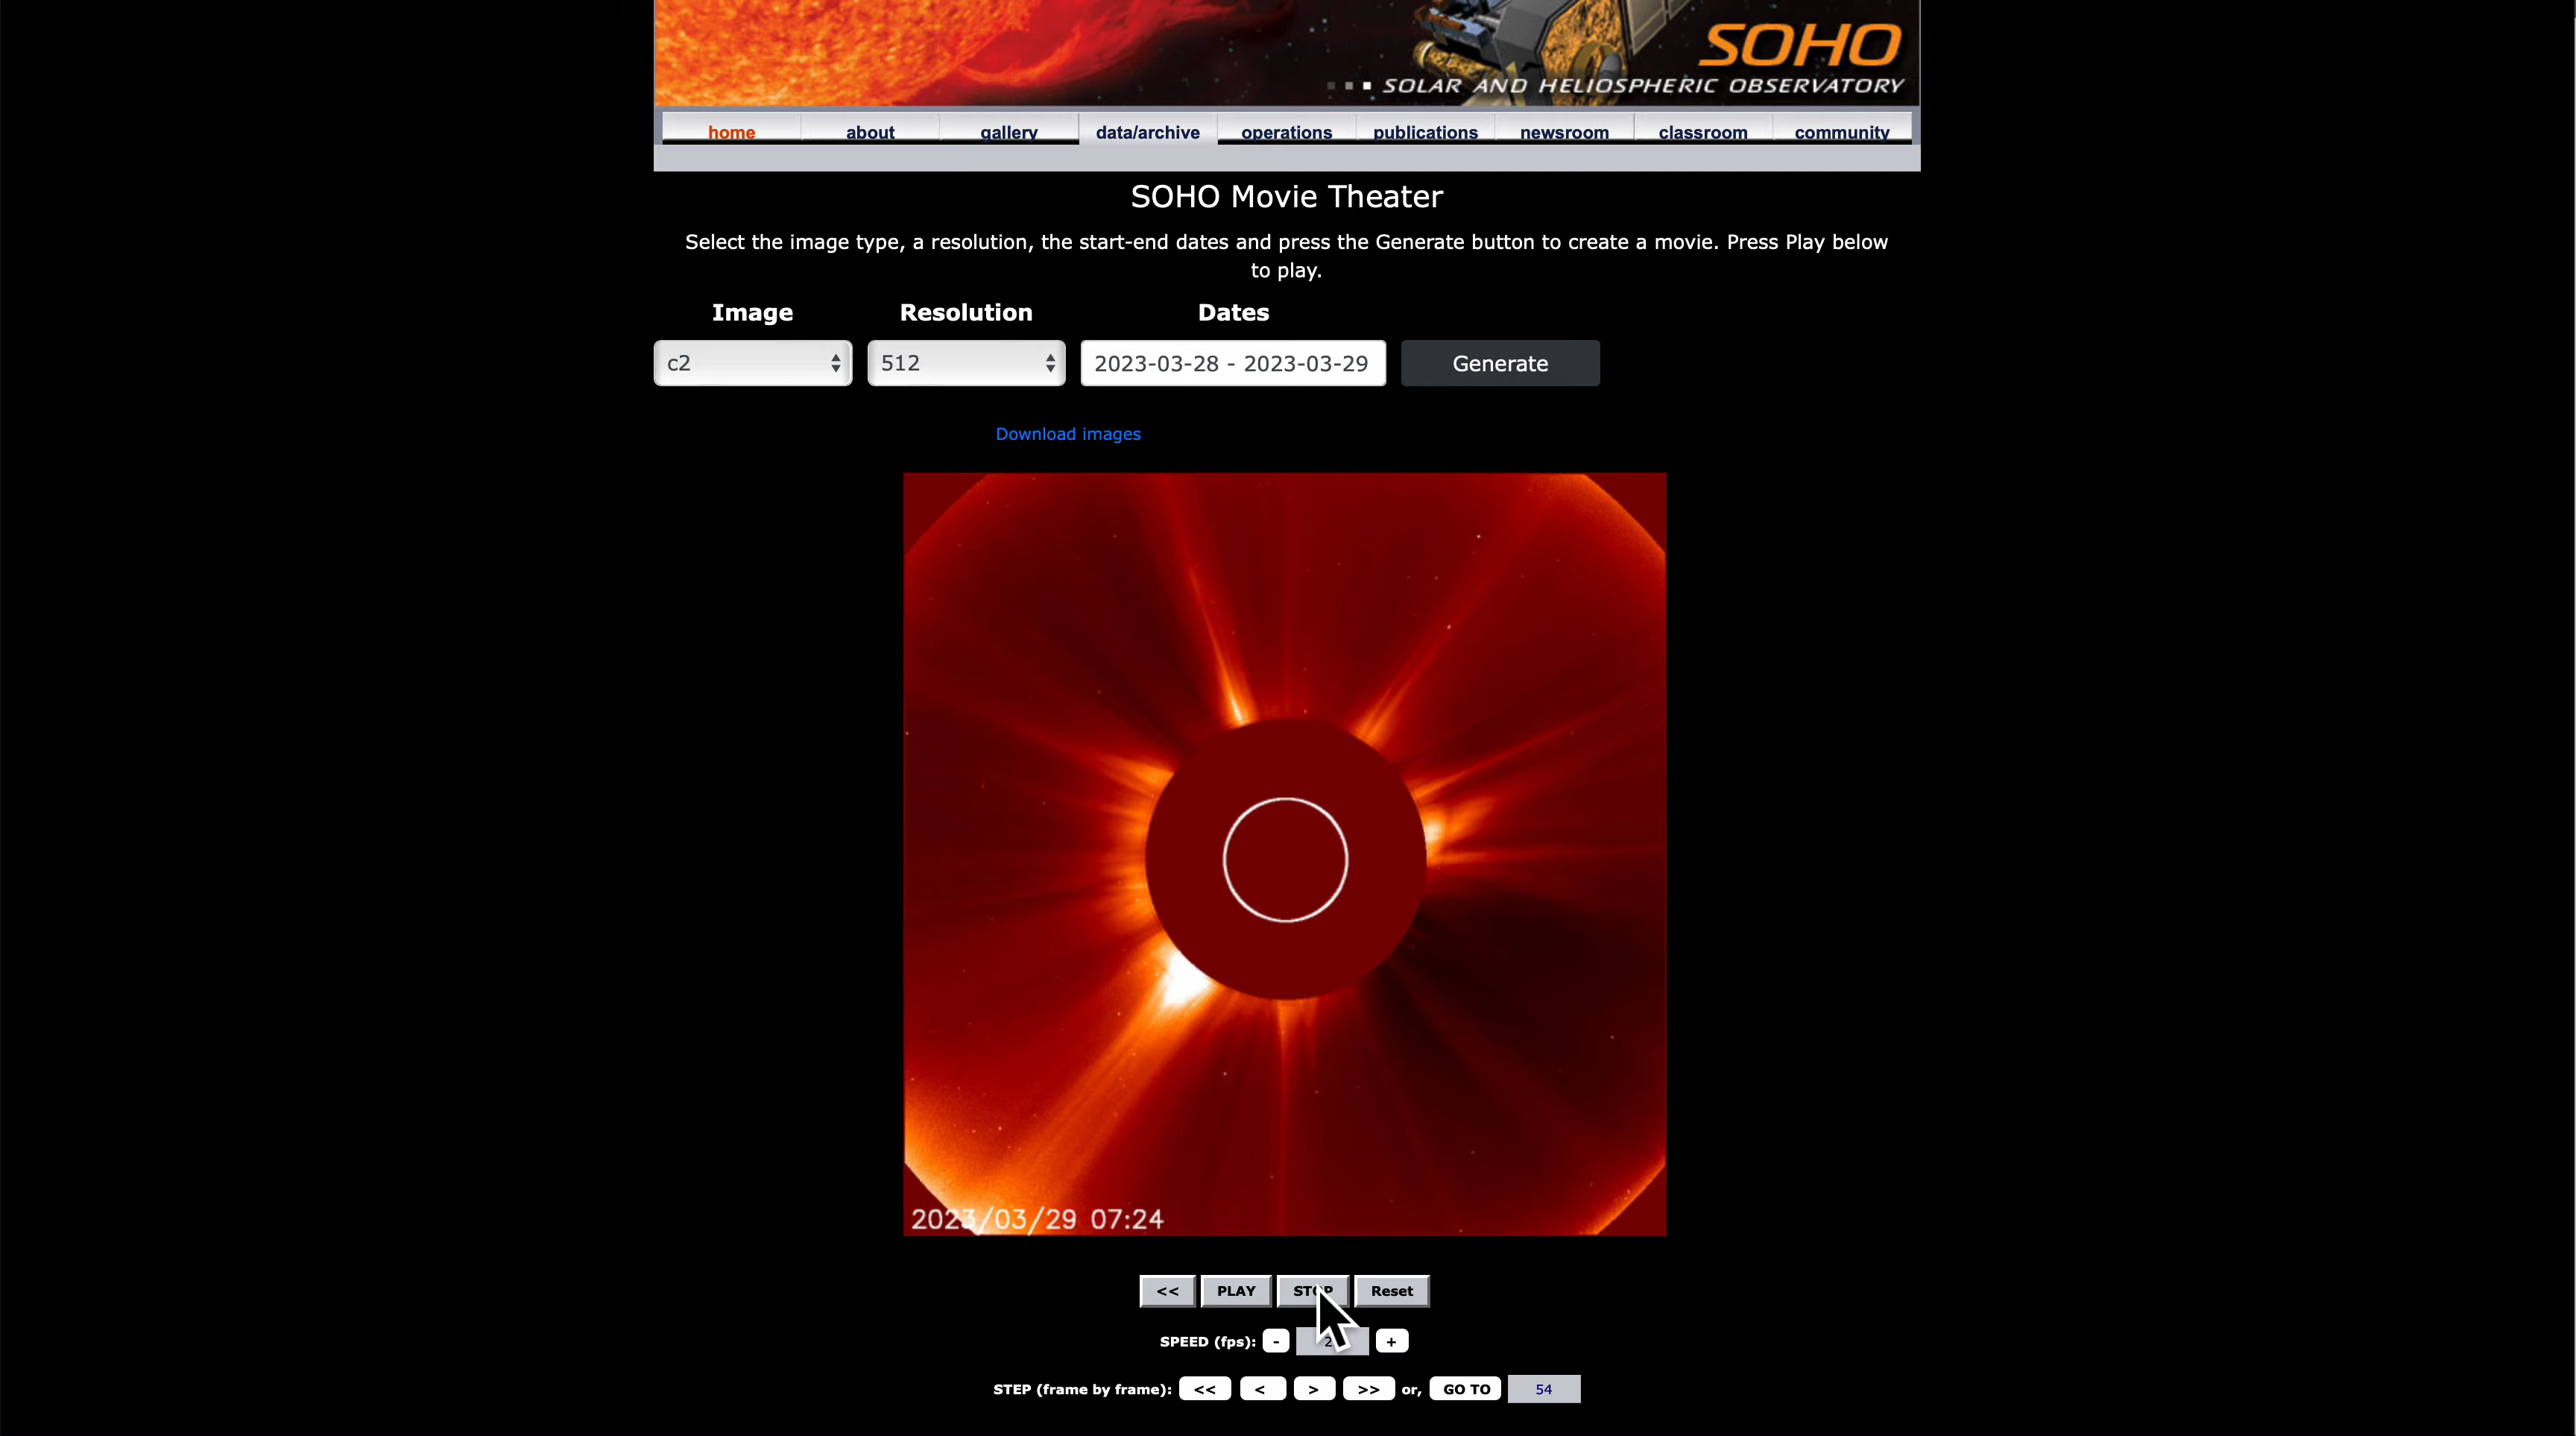 SOHO
SOLAR AND HELIOSPHERIC OBSERVATORY
home about gallery data/archive operations publications newsroom classroom community
SOHO Movie Theater
Select the image type, a resolution, the start-end dates and press the Generate button to create a movie. Press Play below
to play.
Image Resolution Dates
c2 512 2023-03-28 - 2023-03-29 Generate
Download images
2023/03/29 07:24
<< PLAY STOP Reset
SPEED (fps): - +
STEP (frame by frame): << < > >> or, GO TO 54